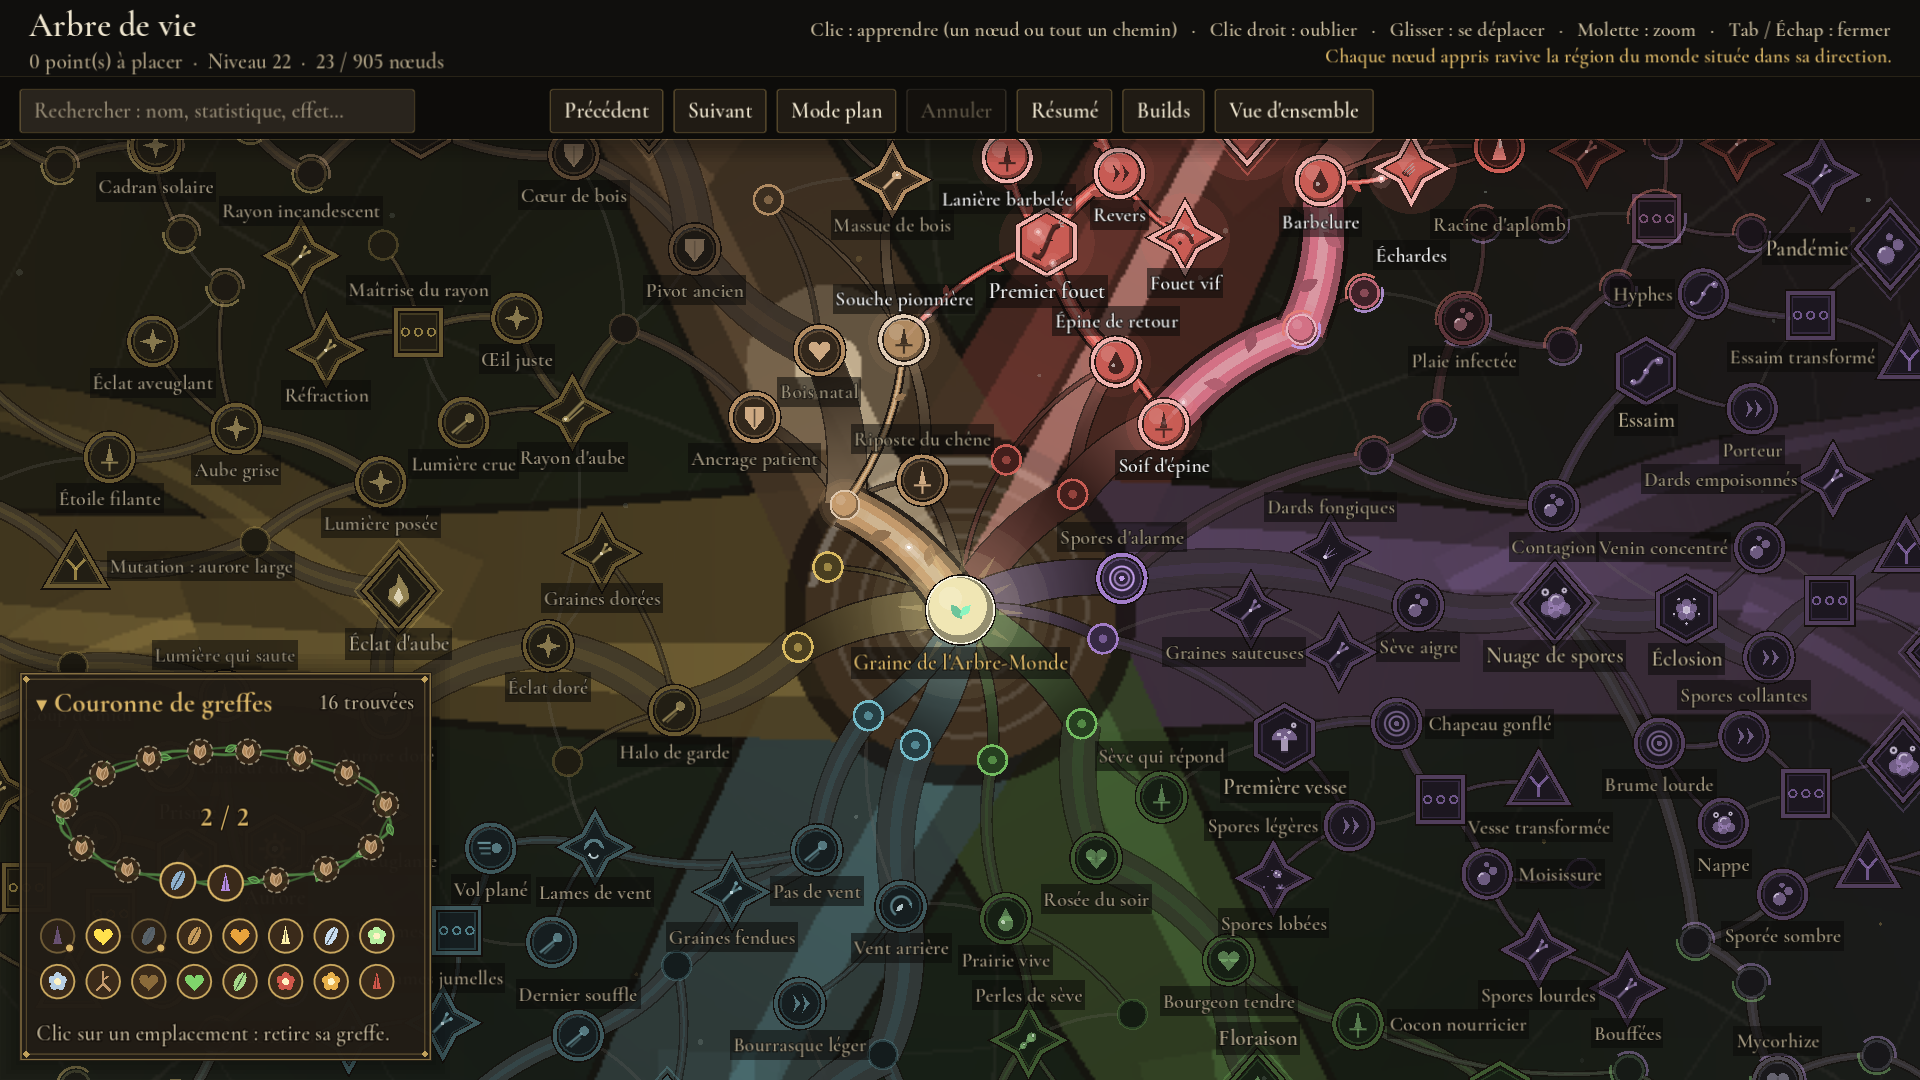 Arbre de vie
0 point(s) à placer · Niveau 22 · 23 / 905 nœuds
Clic : apprendre (un nœud ou tout un chemin) · Clic droit : oublier · Glisser : se déplacer · Molette : zoom · Tab / Échap : fermer
Chaque nœud appris ravive la région du monde située dans sa direction.
Rechercher : nom, statistique, effet...
Précédent
Suivant
Mode plan
Annuler
Résumé
Builds
Vue d'ensemble
Cadran solaire
Rayon incandescent
Cœur de bois
Massue de bois
Lanière barbelée
Revers
Barbelure
Racine d'aplomb
Pandémie
Échardes
Maîtrise du rayon
Pivot ancien
Souche pionnière
Premier fouet
Fouet vif
Hyphes
Épine de retour
Œil juste
Éclat aveuglant
Réfraction
Bois natal
Plaie infectée
Essaim transformé
Essaim
Riposte du chêne
Ancrage patient
Lumière crue
Rayon d'aube
Aube grise
Soif d'épine
Porteur
Dards empoisonnés
Étoile filante
Lumière posée
Dards fongiques
Spores d'alarme
Contagion
Venin concentré
Mutation : aurore large
Graines dorées
Éclat d'aube
Lumière qui saute
Graine de l'Arbre-Monde
Graines sauteuses
Sève aigre
Nuage de spores
Éclosion
Éclat doré
Spores collantes
Halo de garde
Chapeau gonflé
Sève qui répond
Première vesse
Brume lourde
Spores légères
Vesse transformée
Nappe
Moisissure
Couronne de greffes
16 trouvées
2 / 2
Clic sur un emplacement : retire sa greffe.
Vol plané
Lames de vent
Pas de vent
Rosée du soir
Graines fendues
Vent arrière
Prairie vive
Spores lobées
Sporée sombre
jumelles
Dernier souffle
Perles de sève
Bourgeon tendre
Spores lourdes
Cocon nourricier
Bouffées
Bourrasque léger
Floraison
Mycorhize